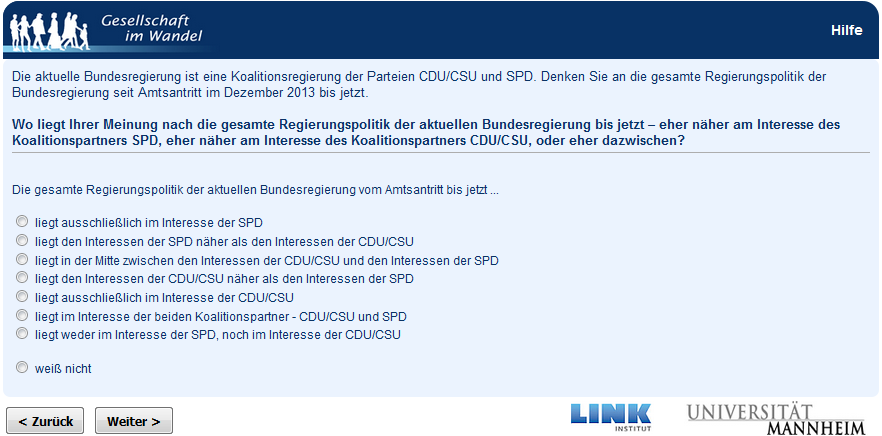 Gesellschaft
im Wandel
Hilfe
Die aktuelle Bundesregierung ist eine Koalitionsregierung der Parteien CDU/CSU und SPD. Denken Sie an die gesamte Regierungspolitik der
Bundesregierung seit Amtsantritt im Dezember 2013 bis jetzt.
Wo liegt Ihrer Meinung nach die gesamte Regierungspolitik der aktuellen Bundesregierung bis jetzt – eher näher am Interesse des
Koalitionspartners SPD, eher näher am Interesse des Koalitionspartners CDU/CSU, oder eher dazwischen?
Die gesamte Regierungspolitik der aktuellen Bundesregierung vom Amtsantritt bis jetzt ...
liegt ausschließlich im Interesse der SPD
liegt den Interessen der SPD näher als den Interessen der CDU/CSU
liegt in der Mitte zwischen den Interessen der CDU/CSU und den Interessen der SPD
liegt den Interessen der CDU/CSU näher als den Interessen der SPD
liegt ausschließlich im Interesse der CDU/CSU
liegt im Interesse der beiden Koalitionspartner - CDU/CSU und SPD
liegt weder im Interesse der SPD, noch im Interesse der CDU/CSU
weiß nicht
< Zurück
Weiter >
LINK
INSTITUT
UNIVERSITÄT
MANNHEIM